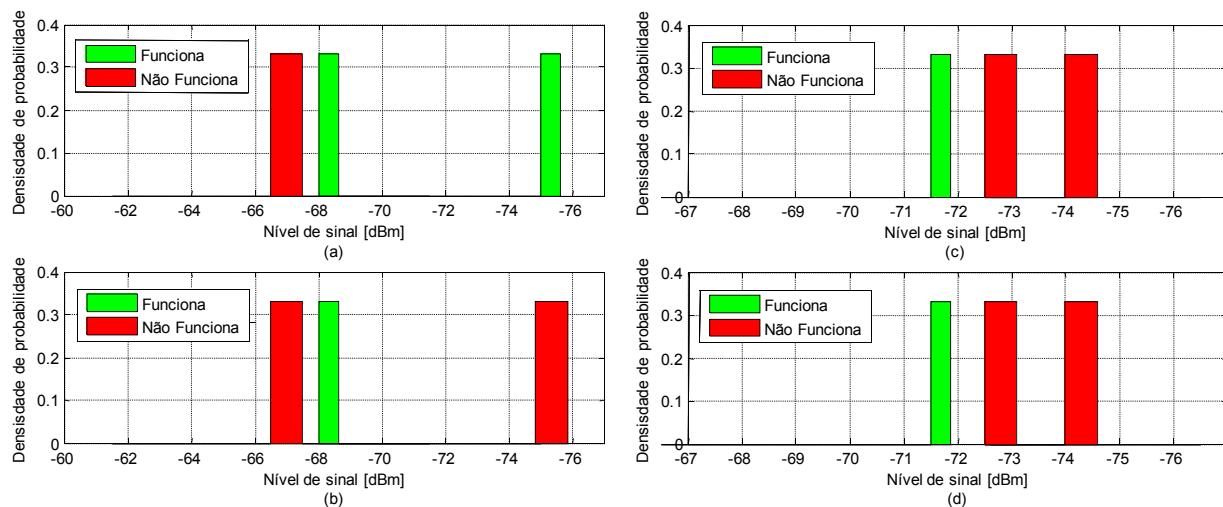 Densisdade de probabilidade
0.4
0.3
0.2
0.1
0
Funciona
Não Funciona
-60 -62 -64 -66 -68 -70 -72 -74 -76
Nível de sinal [dBm]
(a)
Densisdade de probabilidade
0.4
0.3
0.2
0.1
0
Funciona
Não Funciona
-60 -62 -64 -66 -68 -70 -72 -74 -76
Nível de sinal [dBm]
(b)
Densisdade de probabilidade
0.4
0.3
0.2
0.1
0
Funciona
Não Funciona
-67 -68 -69 -70 -71 -72 -73 -74 -75 -76
Nível de sinal [dBm]
(c)
Densisdade de probabilidade
0.4
0.3
0.2
0.1
0
Funciona
Não Funciona
-67 -68 -69 -70 -71 -72 -73 -74 -75 -76
Nível de sinal [dBm]
(d)